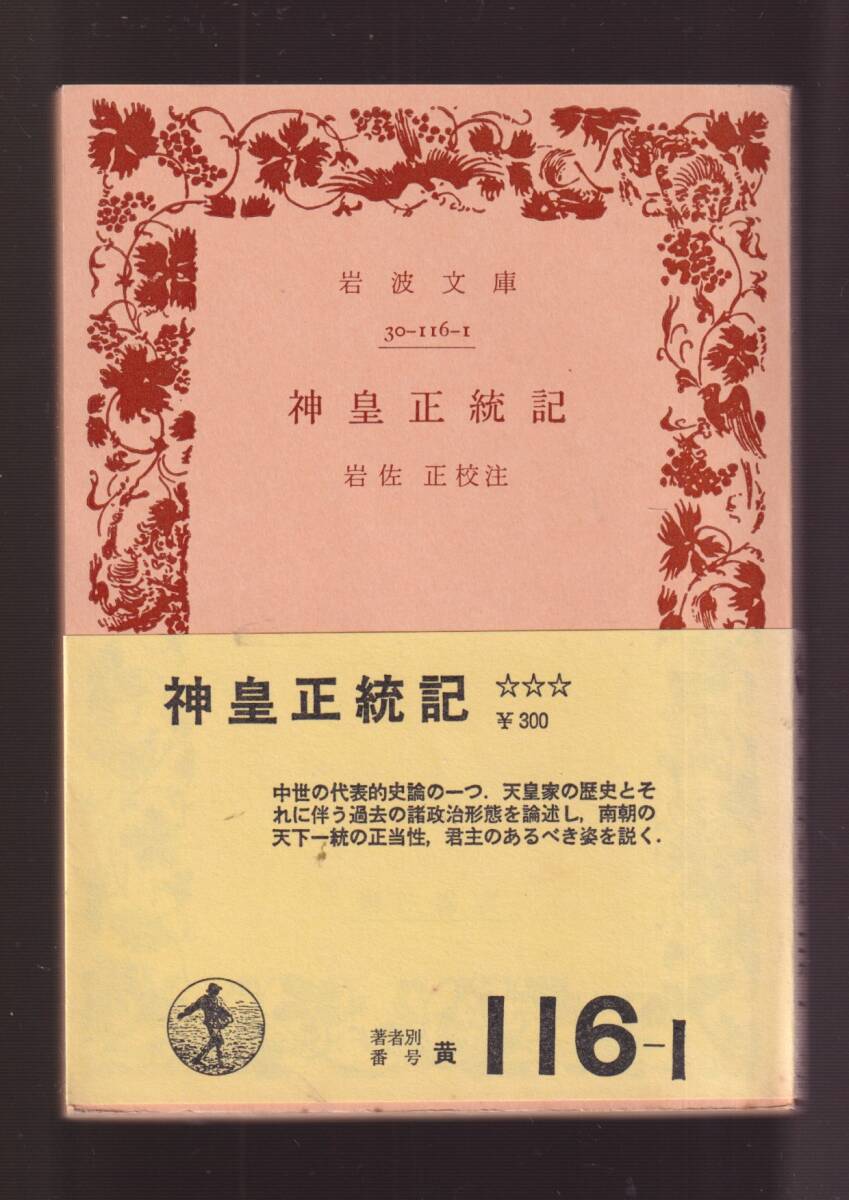 岩波文庫
30-116-1
神皇正統記
岩佐 正校注
神皇正統記 ☆☆☆
¥300
中世の代表的史論の一つ．天皇家の歴史とそ
れに伴う過去の諸政治形態を論述し，南朝の
天下一統の正当性，君主のあるべき姿を説く．
著者別
番号 黄 116-1